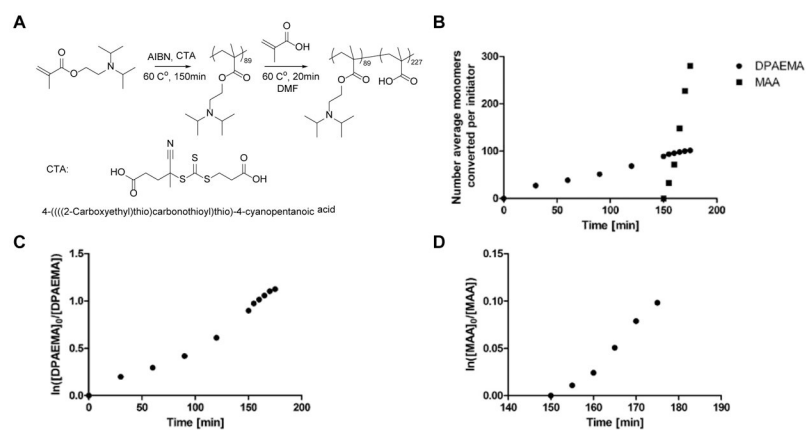 A
AIBN, CTA
60 C⁰, 150min
O
O
N
89
O
O
N
O
OH
60 C⁰, 20min
DMF
89
227
O
O
HO
O
N
CTA:
HO
O
N
S
S
S
O
OH
4-((((2-Carboxyethyl)thio)carbonothioyl)thio)-4-cyanopentanoic acid
B
Number average monomers
converted per initiator
300
200
100
0
0
50
100
150
200
Time [min]
DPAEMA
MAA
C
ln([DPAEMA]₀/[DPAEMA])
1.5
1.0
0.5
0.0
0
50
100
150
200
Time [min]
D
ln([MAA]₀/[MAA])
0.15
0.10
0.05
0.00
140
150
160
170
180
190
Time [min]